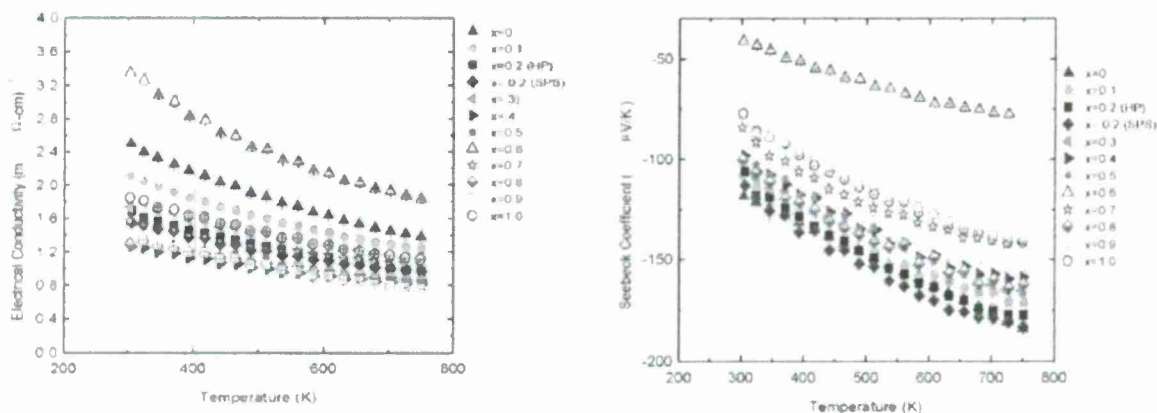 Electrical Conductivity (m Ω-cm)
4.0
3.6
3.2
2.8
2.4
2.0
1.6
1.2
0.8
0.4
0.0
200
400
600
800
Temperature (K)
x=0
x=0.1
x=0.2 (HP)
x=0.2 (SPS)
x=.3)
x=.4
x=0.5
x=0.6
x=0.7
x=0.8
x=0.9
x=1.0
Seebeck Coefficient ( μV/K)
-50
-100
-150
-200
200
300
400
500
600
700
800
Temperature (K)
x=0
x=0.1
x=0.2 (HP)
x=0.2 (SPS)
x=0.3
x=0.4
x=0.5
x=0.6
x=0.7
x=0.8
x=0.9
x=1.0